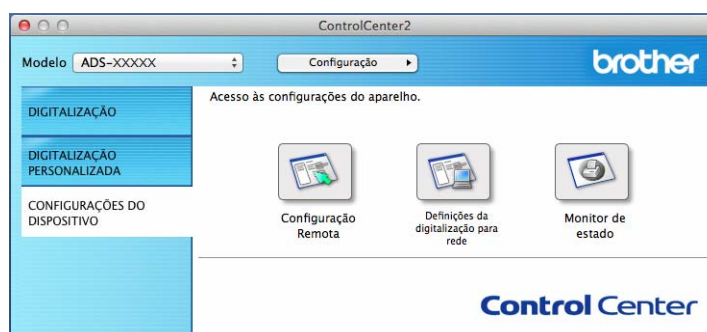 ControlCenter2
Modelo ADS-XXXXX Configuração brother
DIGITALIZAÇÃO
DIGITALIZAÇÃO
PERSONALIZADA
CONFIGURAÇÕES DO
DISPOSITIVO
Acesso às configurações do aparelho.
Configuração
Remota
Definições da
digitalização para
rede
Monitor de
estado
Control Center